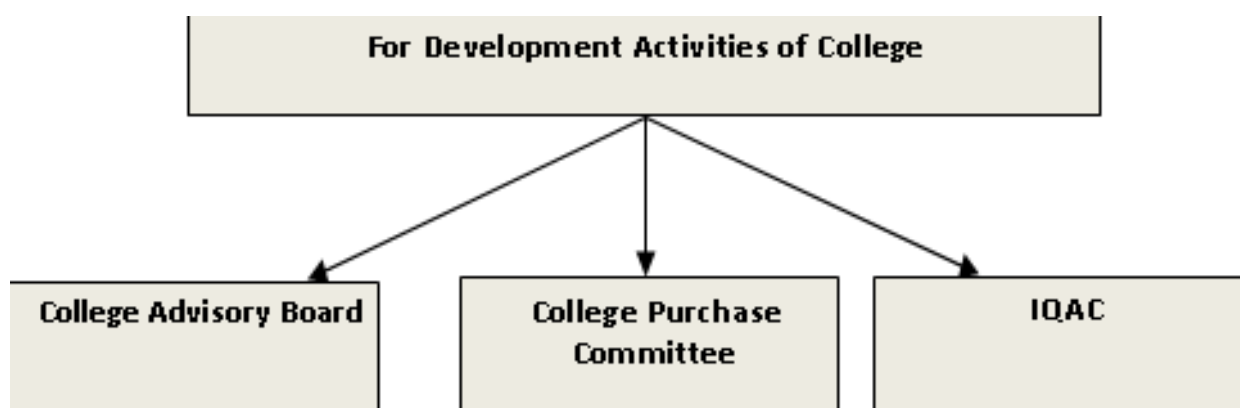 For Development Activities of College
College Advisory Board
College Purchase
Committee
IQAC